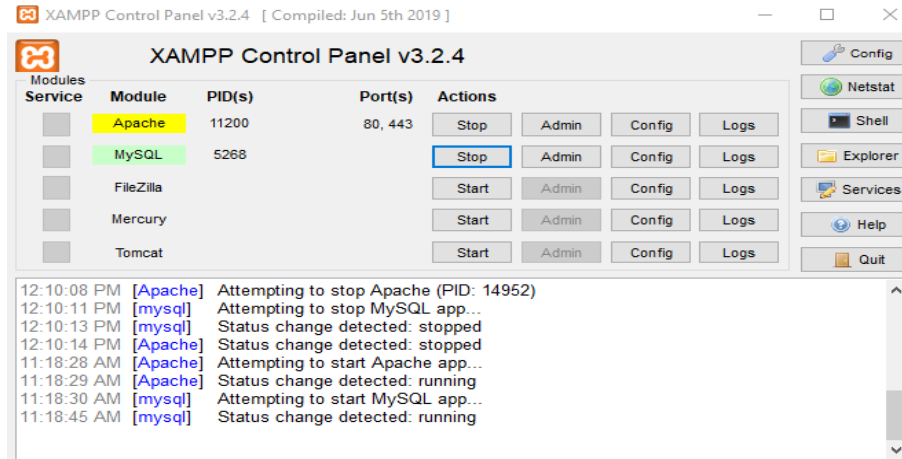 XAMPP Control Panel v3.2.4 [ Compiled: Jun 5th 2019 ]
XAMPP Control Panel v3.2.4
Config
Modules
Service Module PID(s) Port(s) Actions
Netstat
Apache 11200 80, 443 Stop Admin Config Logs
Shell
MySQL 5268 Stop Admin Config Logs
Explorer
FileZilla Start Admin Config Logs
Services
Mercury Start Admin Config Logs
Help
Tomcat Start Admin Config Logs
Quit
12:10:08 PM [Apache] Attempting to stop Apache (PID: 14952)
12:10:11 PM [mysql] Attempting to stop MySQL app...
12:10:13 PM [mysql] Status change detected: stopped
12:10:14 PM [Apache] Status change detected: stopped
11:18:28 AM [Apache] Attempting to start Apache app...
11:18:29 AM [Apache] Status change detected: running
11:18:30 AM [mysql] Attempting to start MySQL app...
11:18:45 AM [mysql] Status change detected: running